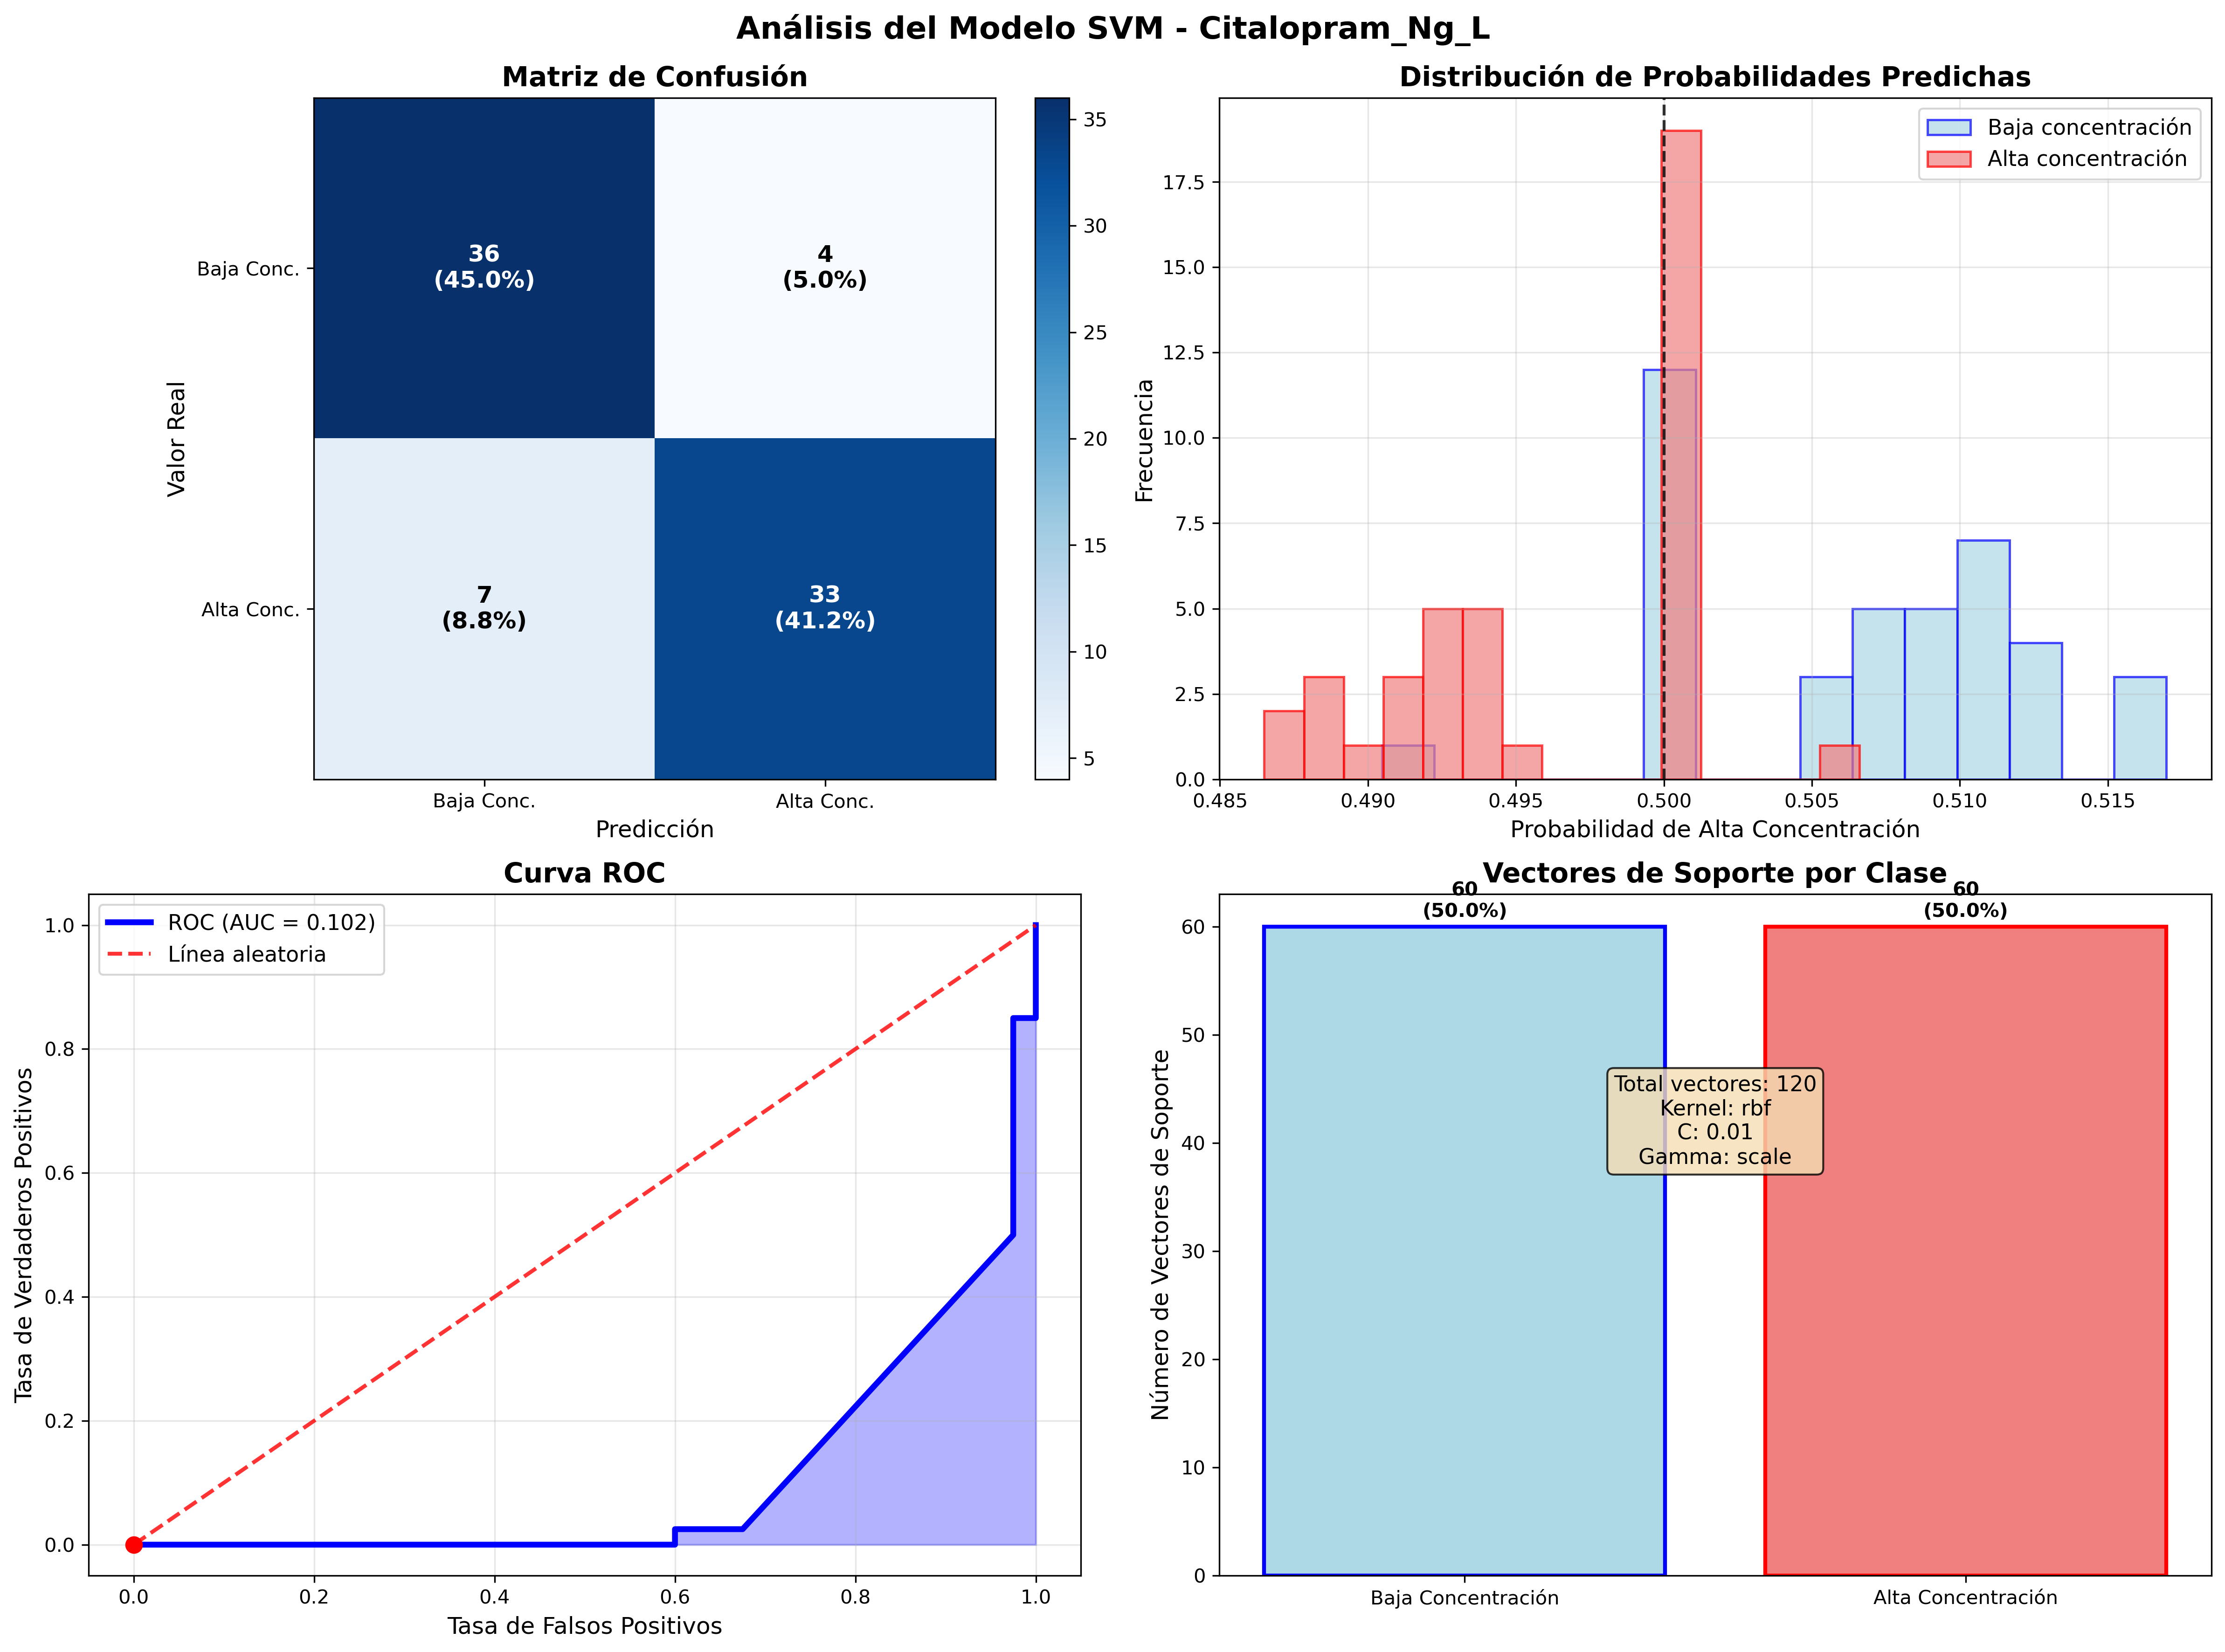 Análisis del Modelo SVM - Citalopram_Ng_L
Matriz de Confusión
36
(45.0%)
4
(5.0%)
7
(8.8%)
33
(41.2%)
Baja Conc.
Alta Conc.
Valor Real
Baja Conc.
Alta Conc.
Predicción
35
30
25
20
15
10
5
Distribución de Probabilidades Predichas
Baja concentración
Alta concentración
Frecuencia
17.5
15.0
12.5
10.0
7.5
5.0
2.5
0.0
0.485
0.490
0.495
0.500
0.505
0.510
0.515
Probabilidad de Alta Concentración
Curva ROC
ROC (AUC = 0.102)
Línea aleatoria
Tasa de Verdaderos Positivos
1.0
0.8
0.6
0.4
0.2
0.0
0.0
0.2
0.4
0.6
0.8
1.0
Tasa de Falsos Positivos
Vectores de Soporte por Clase
60
(50.0%)
60
(50.0%)
Total vectores: 120
Kernel: rbf
C: 0.01
Gamma: scale
Número de Vectores de Soporte
60
50
40
30
20
10
0
Baja Concentración
Alta Concentración